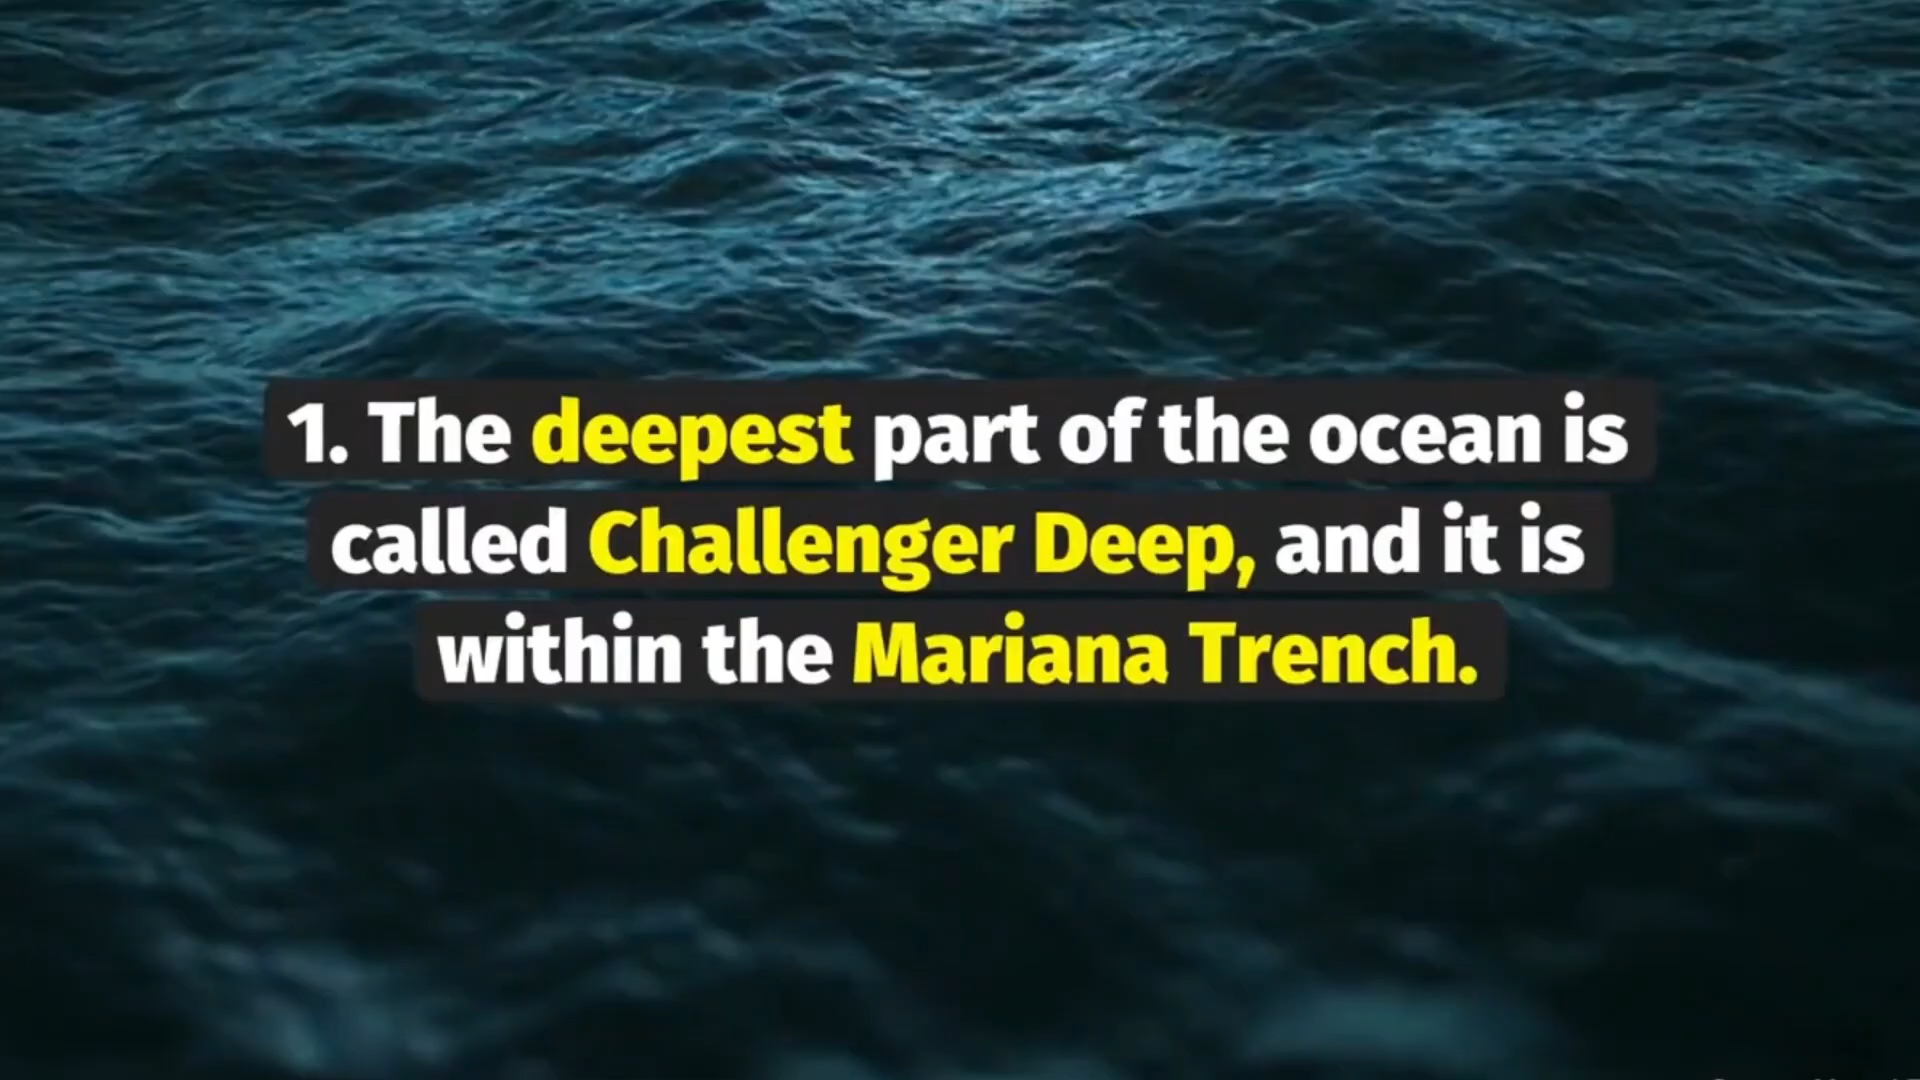 1. The deepest part of the ocean is
called Challenger Deep, and it is
within the Mariana Trench.